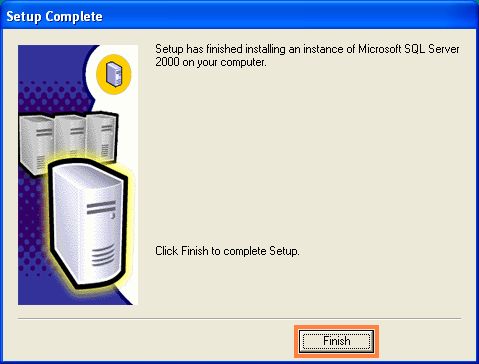 Setup Complete
Setup has finished installing an instance of Microsoft SQL Server
2000 on your computer.
Click Finish to complete Setup.
Finish